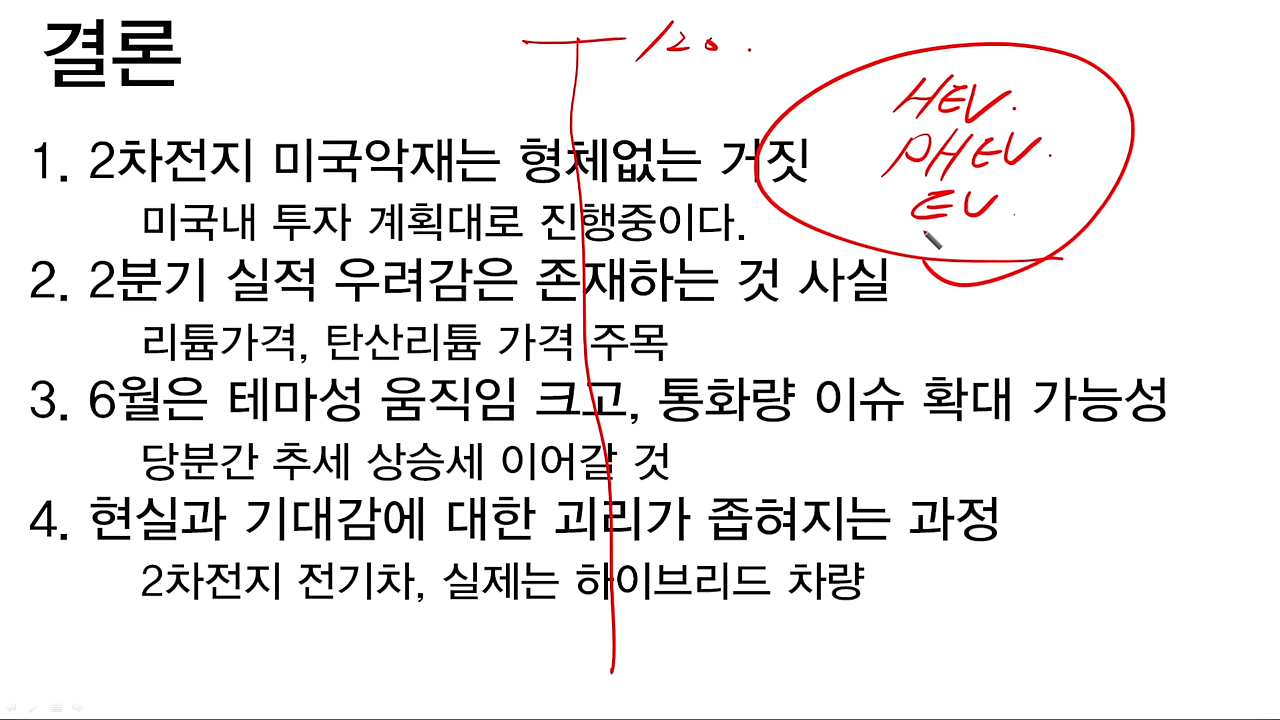 결론
120.
HEV.
PHEV.
EV.
1. 2차전지 미국악재는 형체없는 거짓
미국내 투자 계획대로 진행중이다.
2. 2분기 실적 우려감은 존재하는 것 사실
리튬가격, 탄산리튬 가격 주목
3. 6월은 테마성 움직임 크고, 통화량 이슈 확대 가능성
당분간 추세 상승세 이어갈 것
4. 현실과 기대감에 대한 괴리가 좁혀지는 과정
2차전지 전기차, 실제는 하이브리드 차량